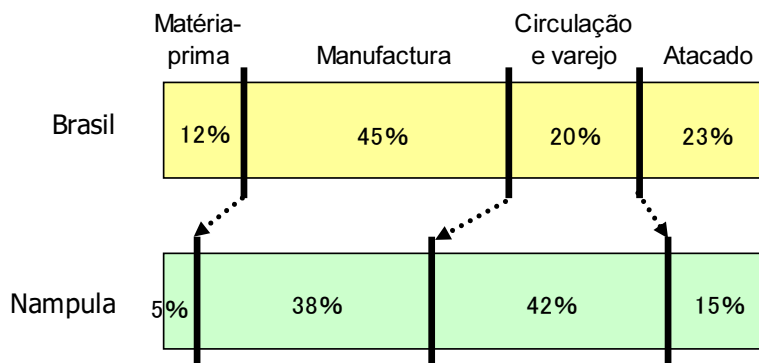 Matéria-
prima
Manufactura
Circulação
e varejo
Atacado
Brasil
12%
45%
20%
23%
Nampula
5%
38%
42%
15%